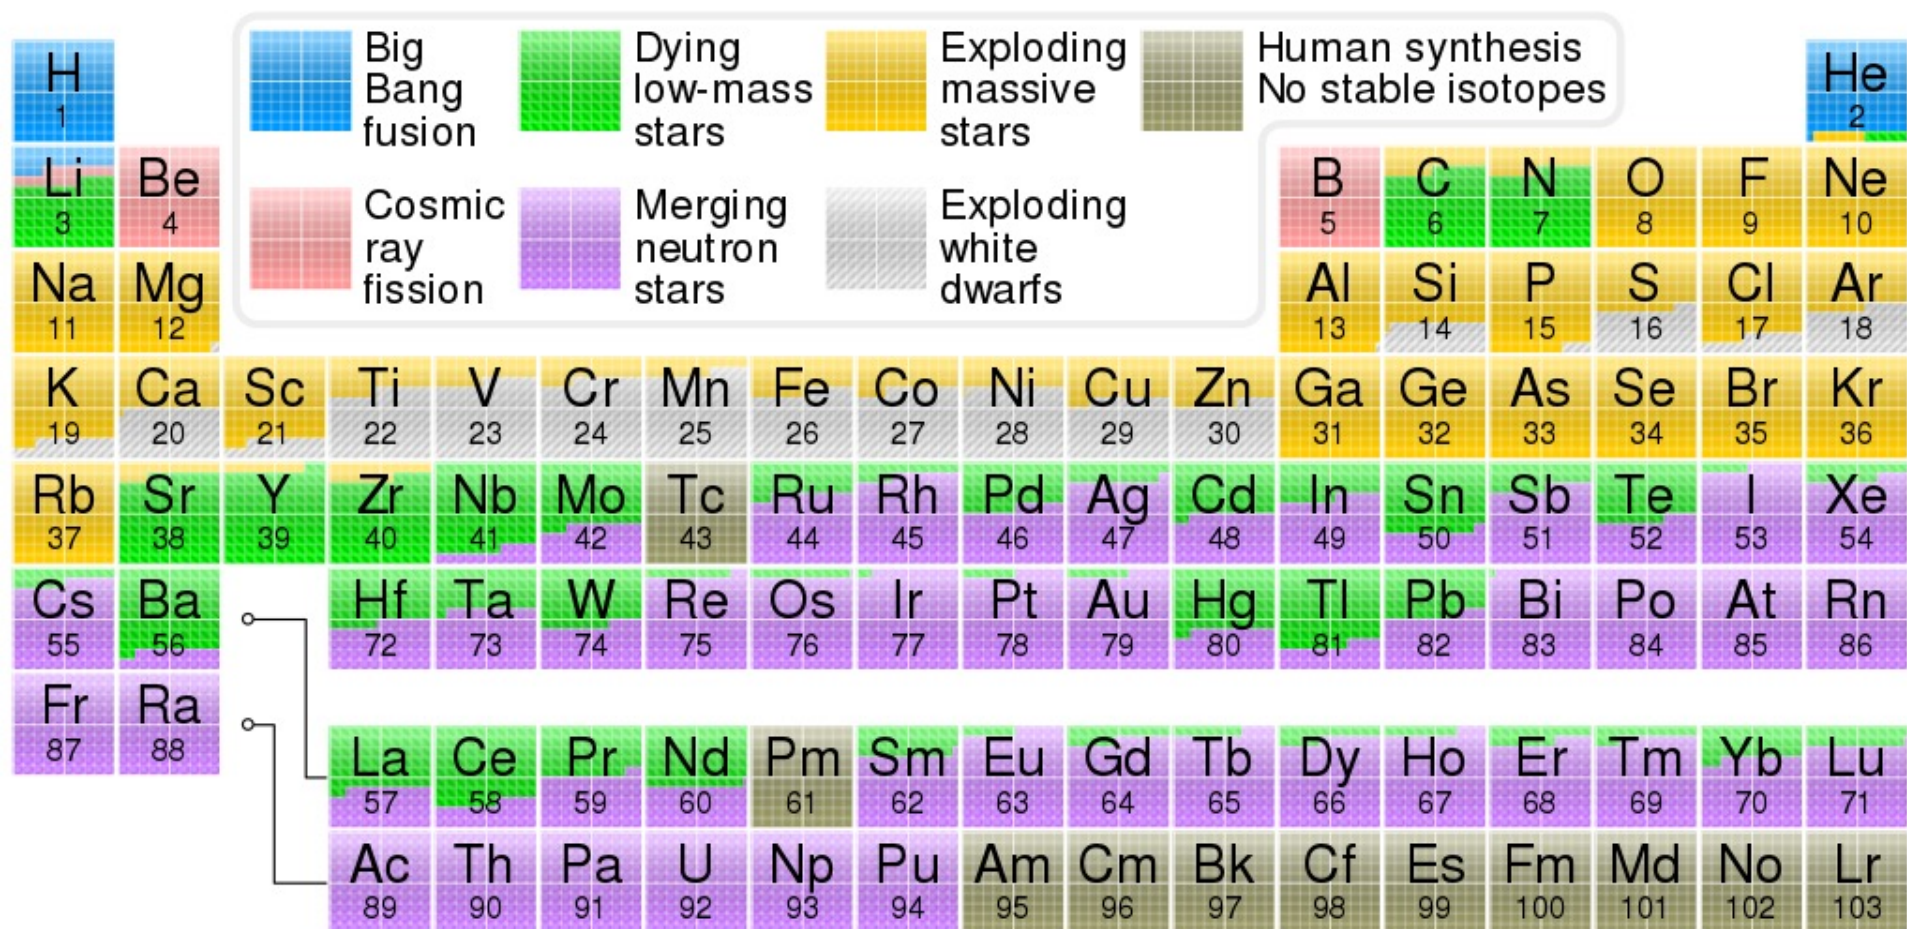 H
1
Big
Bang
fusion
Dying
low-mass
stars
Exploding
massive
stars
Human synthesis
No stable isotopes
He
2
Li
3
Be
4
Cosmic
ray
fission
Merging
neutron
stars
Exploding
white
dwarfs
B C N O F Ne
5 6 7 8 9 10
Na Mg Al Si P S Cl Ar
11 12 13 14 15 16 17 18
K Ca Sc Ti V Cr Mn Fe Co Ni Cu Zn Ga Ge As Se Br Kr
19 20 21 22 23 24 25 26 27 28 29 30 31 32 33 34 35 36
Rb Sr Y Zr Nb Mo Tc Ru Rh Pd Ag Cd In Sn Sb Te I Xe
37 38 39 40 41 42 43 44 45 46 47 48 49 50 51 52 53 54
Cs Ba Hf Ta W Re Os Ir Pt Au Hg Tl Pb Bi Po At Rn
55 56 72 73 74 75 76 77 78 79 80 81 82 83 84 85 86
Fr Ra
87 88
La Ce Pr Nd Pm Sm Eu Gd Tb Dy Ho Er Tm Yb Lu
57 58 59 60 61 62 63 64 65 66 67 68 69 70 71
Ac Th Pa U Np Pu Am Cm Bk Cf Es Fm Md No Lr
89 90 91 92 93 94 95 96 97 98 99 100 101 102 103